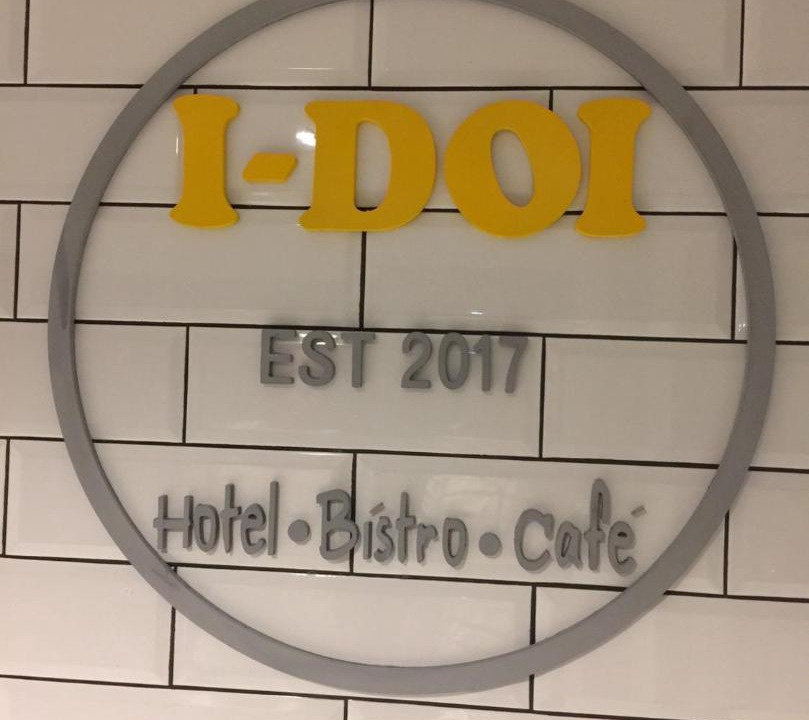 I-DOI
EST 2017
Hotel • Bistro • Café